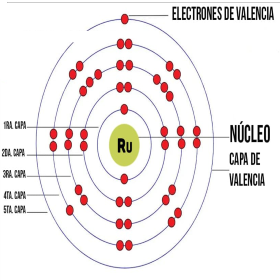 ELECTRONES DE VALENCIA
1RA. CAPA
Ru
NÚCLEO
2DA. CAPA
CAPA DE
VALENCIA
3RA. CAPA
4TA. CAPA
5TA. CAPA